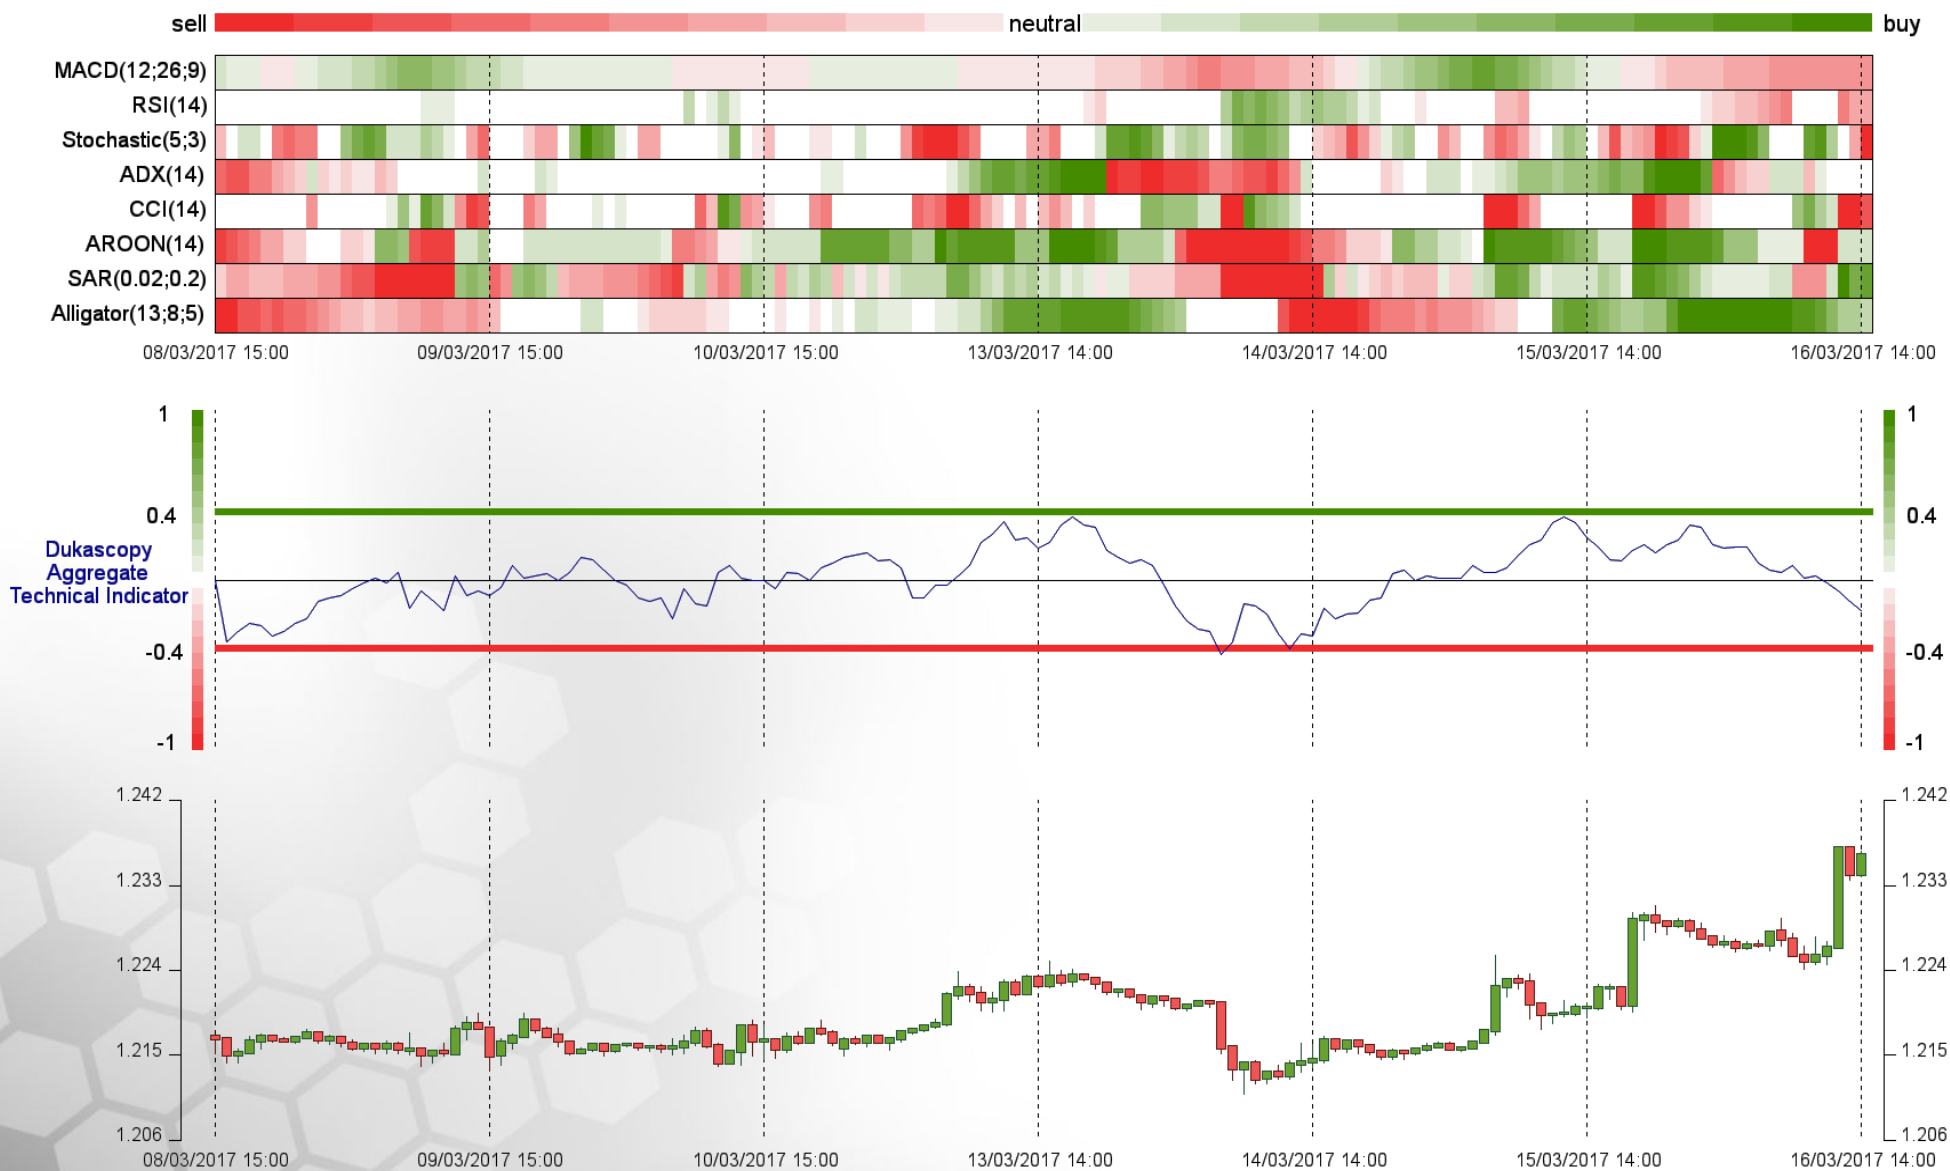 sell neutral buy
MACD(12;26;9)
RSI(14)
Stochastic(5;3)
ADX(14)
CCI(14)
AROON(14)
SAR(0.02;0.2)
Alligator(13;8;5)
08/03/2017 15:00 09/03/2017 15:00 10/03/2017 15:00 13/03/2017 14:00 14/03/2017 14:00 15/03/2017 14:00 16/03/2017 14:00
1 1
0.4 0.4
Dukascopy
Aggregate
Technical Indicator
-0.4 -0.4
-1 -1
1.242 1.242
1.233 1.233
1.224 1.224
1.215 1.215
1.206 1.206
08/03/2017 15:00 09/03/2017 15:00 10/03/2017 15:00 13/03/2017 14:00 14/03/2017 14:00 15/03/2017 14:00 16/03/2017 14:00